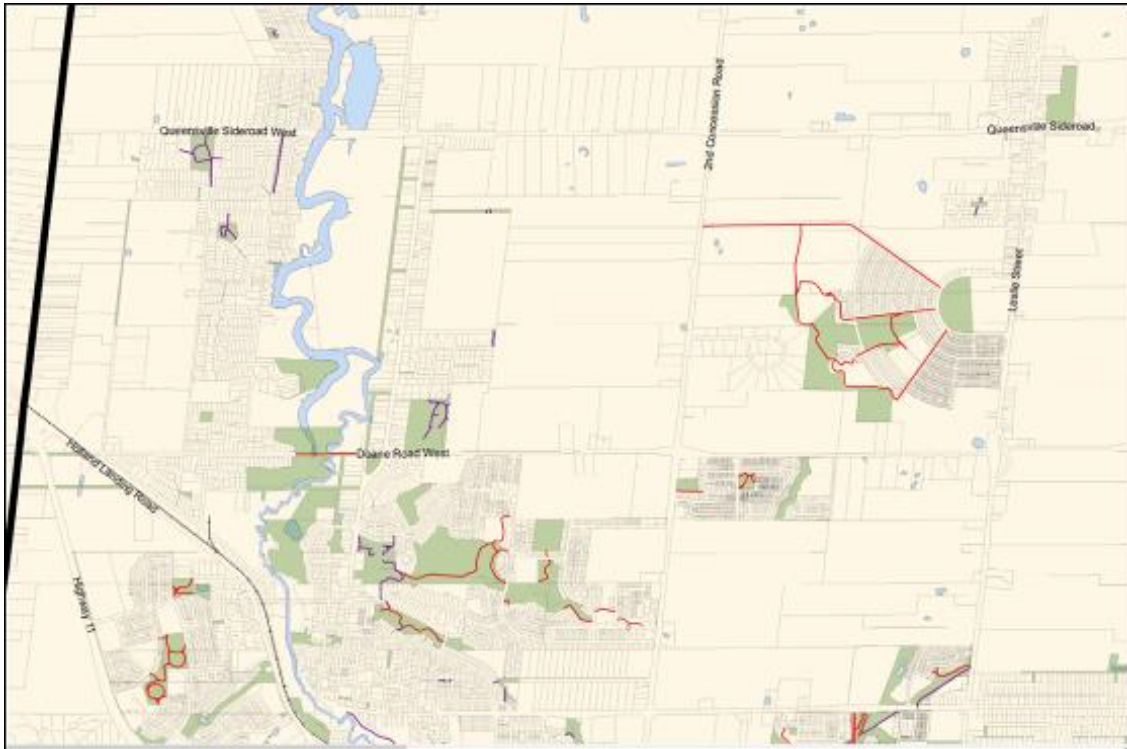 2nd Concession Road
Queensville Sideroad West
Queensville Sideroad
Leslie Street
Doane Road West
Holland Landing Road
Highway 11